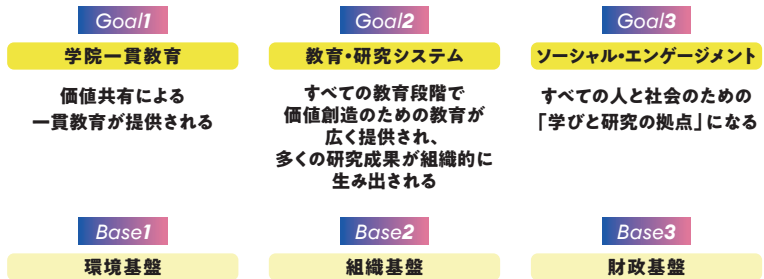 Goal1
学院一貫教育
価値共有による
一貫教育が提供される
Goal2
教育・研究システム
すべての教育段階で
価値創造のための教育が
広く提供され、
多くの研究成果が組織的に
生み出される
Goal3
ソーシャル・エンゲージメント
すべての人と社会のための
「学びと研究の拠点」になる
Base1
環境基盤
Base2
組織基盤
Base3
財政基盤